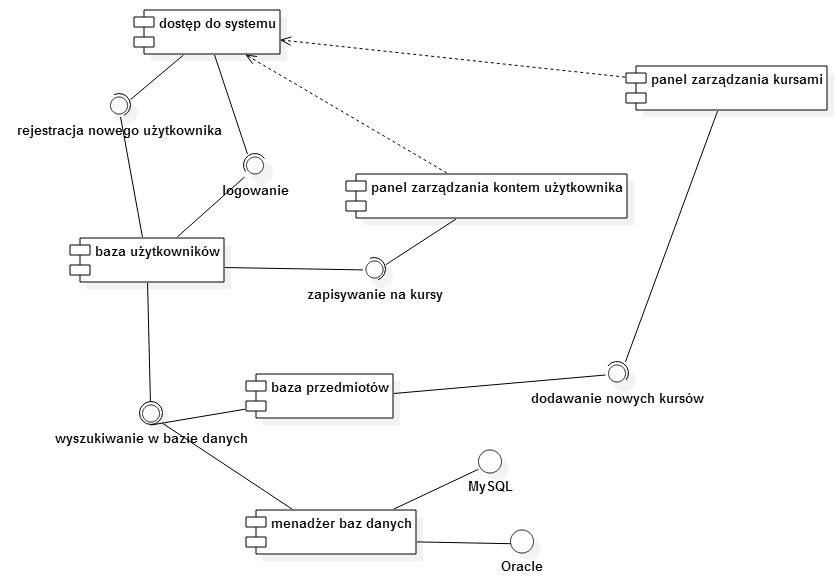 dostęp do systemu
panel zarządzania kursami
rejestracja nowego użytkownika
logowanie
panel zarządzania kontem użytkownika
baza użytkowników
zapisywanie na kursy
baza przedmiotów
dodawanie nowych kursów
wyszukiwanie w bazie danych
MySQL
menadżer baz danych
Oracle